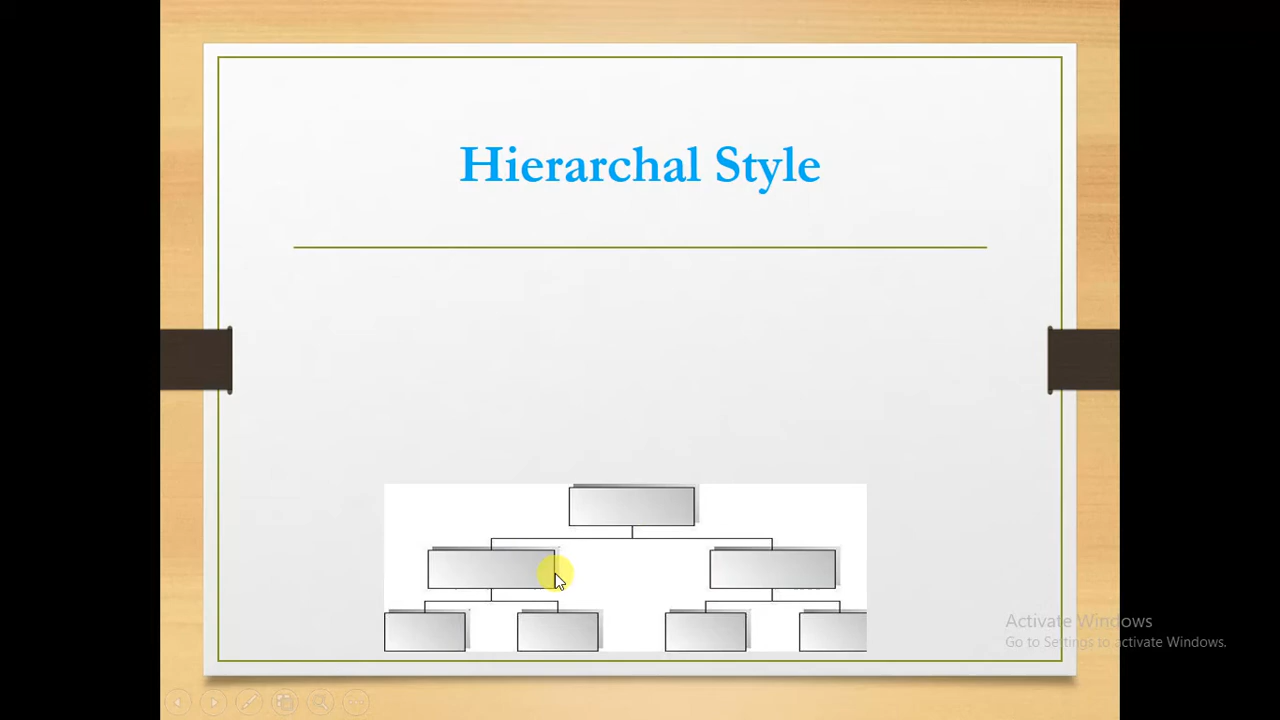 Hierarchal Style
Activate Windows
Go to Settings to activate Windows.